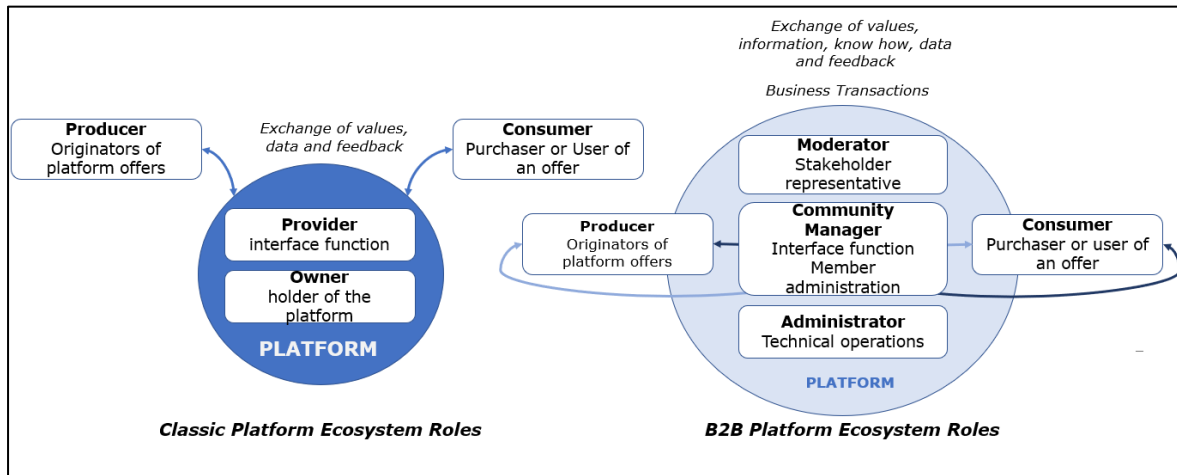 Producer
Originators of
platform offers
Exchange of values,
data and feedback
Consumer
Purchaser or User of
an offer
Provider
interface function
Owner
holder of the
platform
PLATFORM
Classic Platform Ecosystem Roles
Exchange of values,
information, know how, data
and feedback
Business Transactions
Moderator
Stakeholder
representative
Producer
Originators of
platform offers
Community
Manager
Interface function
Member
administration
Consumer
Purchaser or user of
an offer
Administrator
Technical operations
PLATFORM
B2B Platform Ecosystem Roles